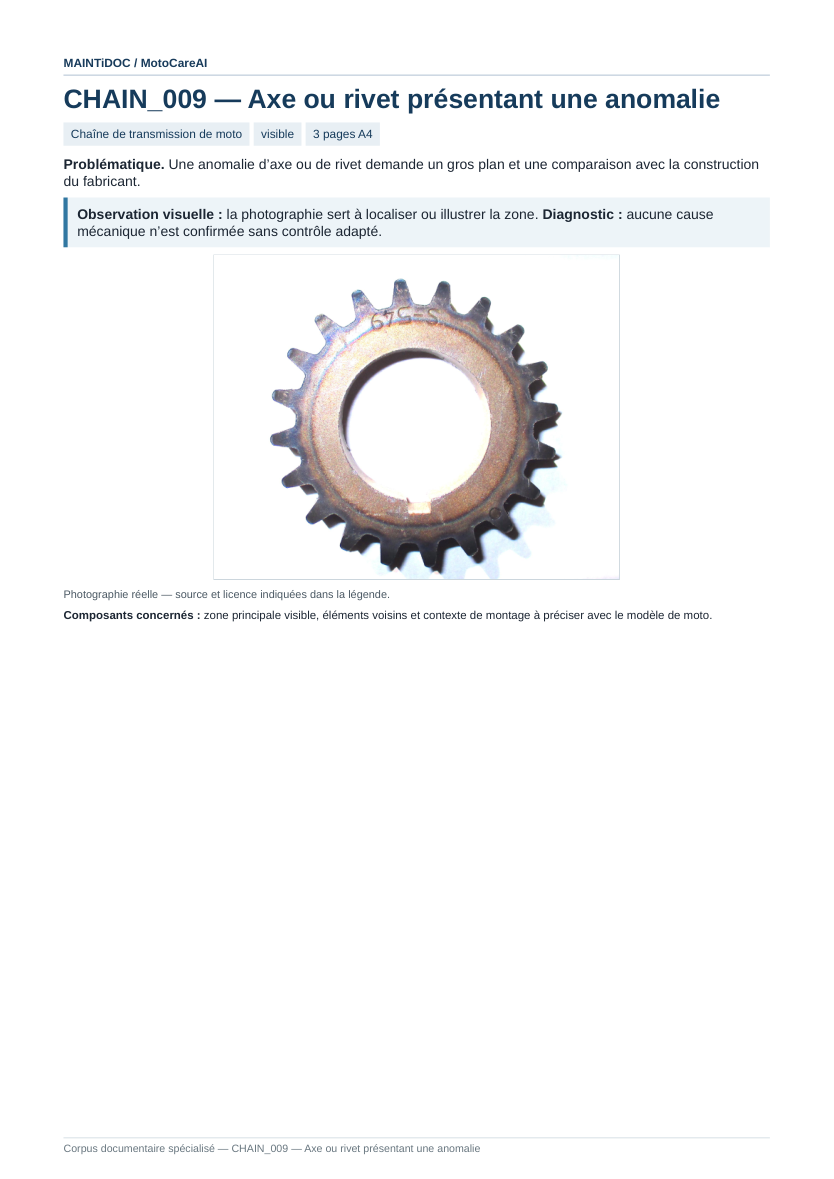 MAINTiDOC / MotoCareAI
CHAIN_009 — Axe ou rivet présentant une anomalie
Chaîne de transmission de moto visible 3 pages A4
Problématique. Une anomalie d’axe ou de rivet demande un gros plan et une comparaison avec la construction
du fabricant.
Observation visuelle : la photographie sert à localiser ou illustrer la zone. Diagnostic : aucune cause
mécanique n’est confirmée sans contrôle adapté.
S-549
Photographie réelle — source et licence indiquées dans la légende.
Composants concernés : zone principale visible, éléments voisins et contexte de montage à préciser avec le modèle de moto.
Corpus documentaire spécialisé — CHAIN_009 — Axe ou rivet présentant une anomalie